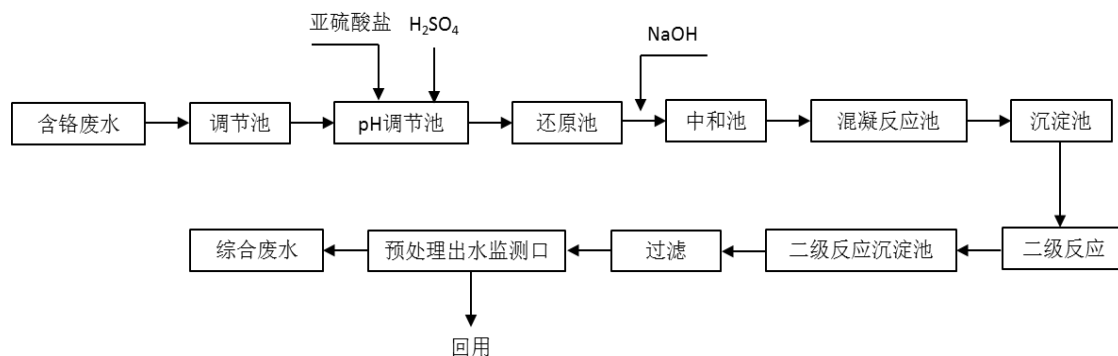 亚硫酸盐
H₂SO₄
NaOH
含铬废水
调节池
pH调节池
还原池
中和池
混凝反应池
沉淀池
综合废水
预处理出水监测口
过滤
二级反应沉淀池
二级反应
回用